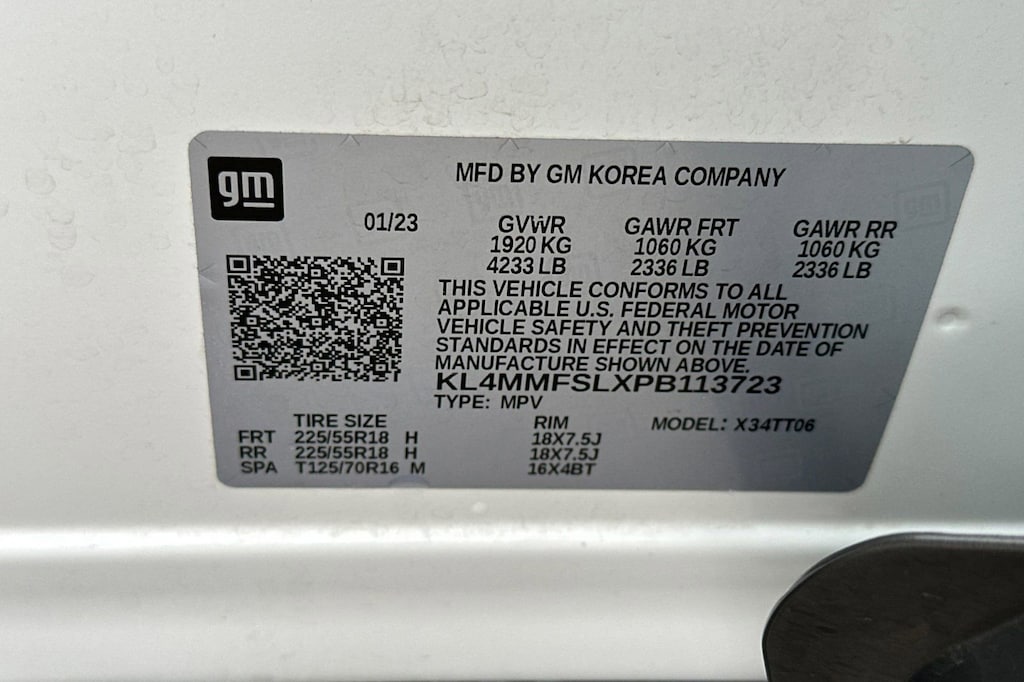 gm
MFD BY GM KOREA COMPANY
01/23 GVWR GAWR FRT GAWR RR
1920 KG 1060 KG 1060 KG
4233 LB 2336 LB 2336 LB
THIS VEHICLE CONFORMS TO ALL
APPLICABLE U.S. FEDERAL MOTOR
VEHICLE SAFETY AND THEFT PREVENTION
STANDARDS IN EFFECT ON THE DATE OF
MANUFACTURE SHOWN ABOVE.
KL4MMFSLXPB113723
TYPE: MPV
TIRE SIZE RIM MODEL: X34TT06
FRT 225/55R18 H 18X7.5J
RR 225/55R18 H 18X7.5J
SPA T125/70R16 M 16X4BT